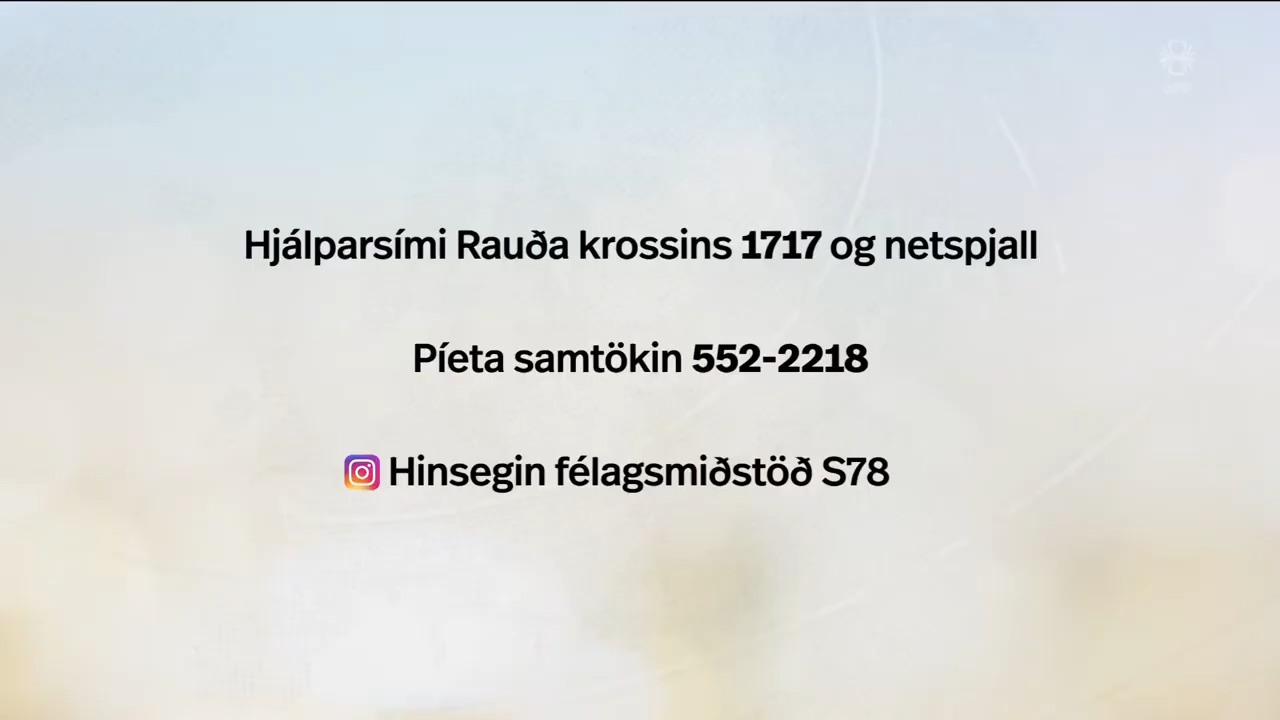 Hjálparsími Rauða krossins 1717 og netspjall
Píeta samtökin 552-2218
Hinsegin félagsmiðstöð S78